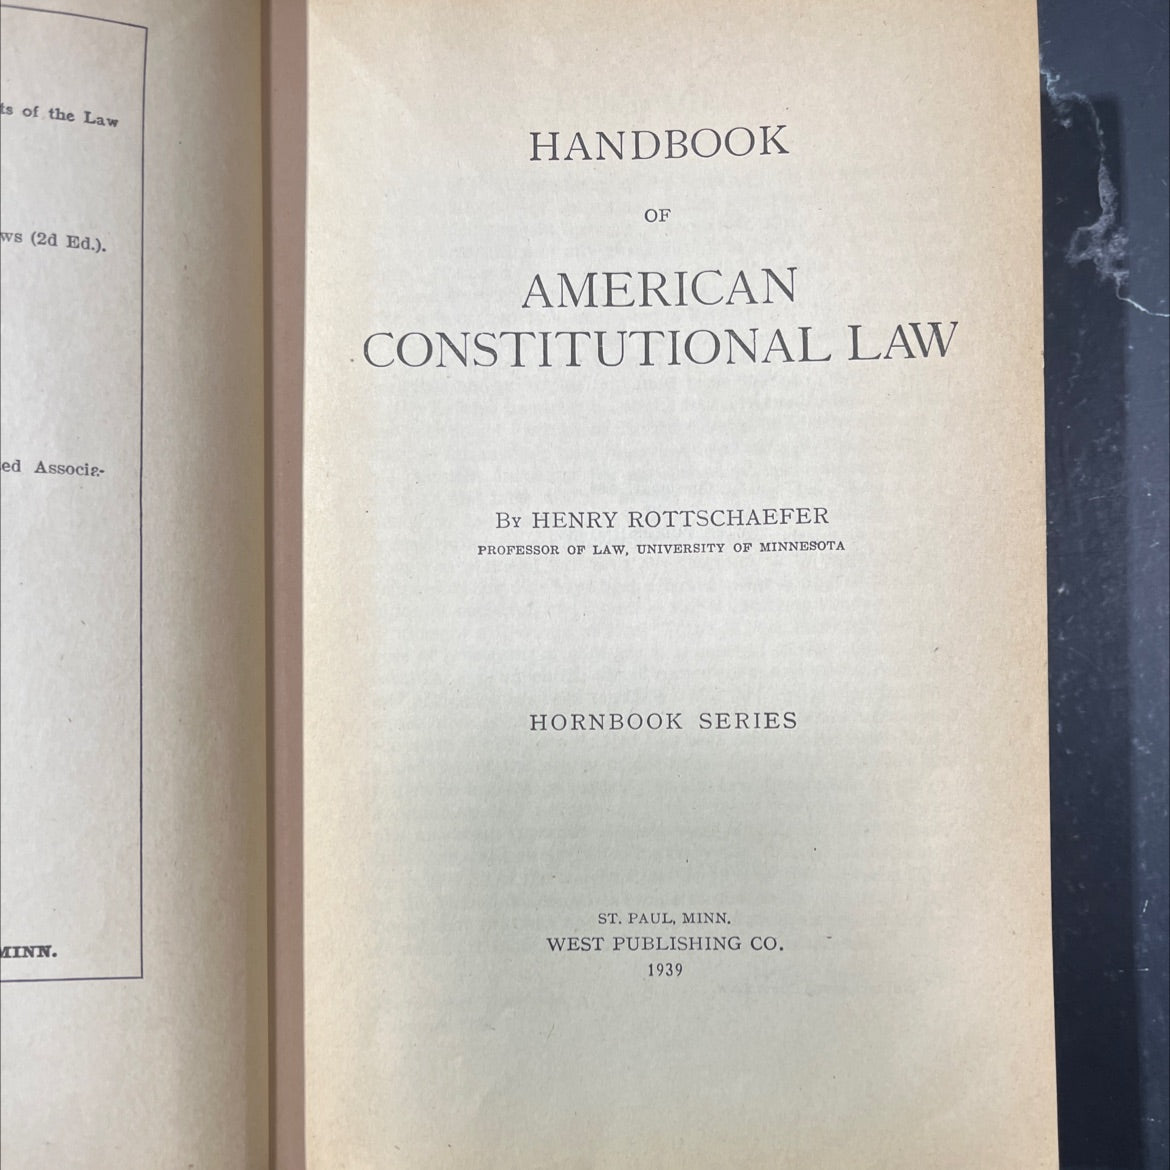 ts of the Law
ws (2d Ed.).
ed Associa-
MINN.
HANDBOOK
OF
AMERICAN
CONSTITUTIONAL LAW
By HENRY ROTTSCHAEFER
PROFESSOR OF LAW, UNIVERSITY OF MINNESOTA
HORNBOOK SERIES
ST. PAUL, MINN.
WEST PUBLISHING CO.
1939